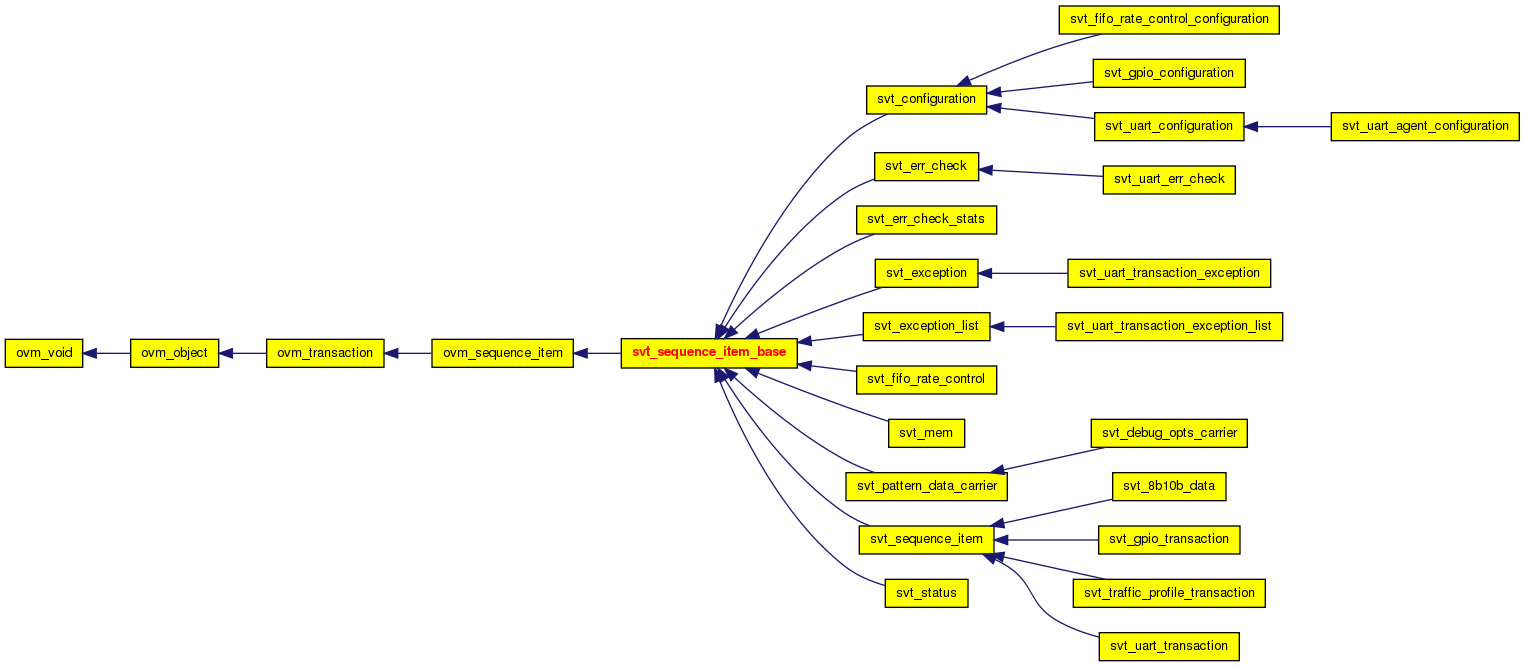 svt_fifo_rate_control_configuration
svt_gpio_configuration
svt_configuration
svt_uart_configuration
svt_uart_agent_configuration
svt_err_check
svt_uart_err_check
svt_err_check_stats
svt_exception
svt_uart_transaction_exception
svt_exception_list
svt_uart_transaction_exception_list
ovm_void
ovm_object
ovm_transaction
ovm_sequence_item
svt_sequence_item_base
svt_fifo_rate_control
svt_mem
svt_debug_opts_carrier
svt_pattern_data_carrier
svt_8b10b_data
svt_sequence_item
svt_gpio_transaction
svt_status
svt_traffic_profile_transaction
svt_uart_transaction